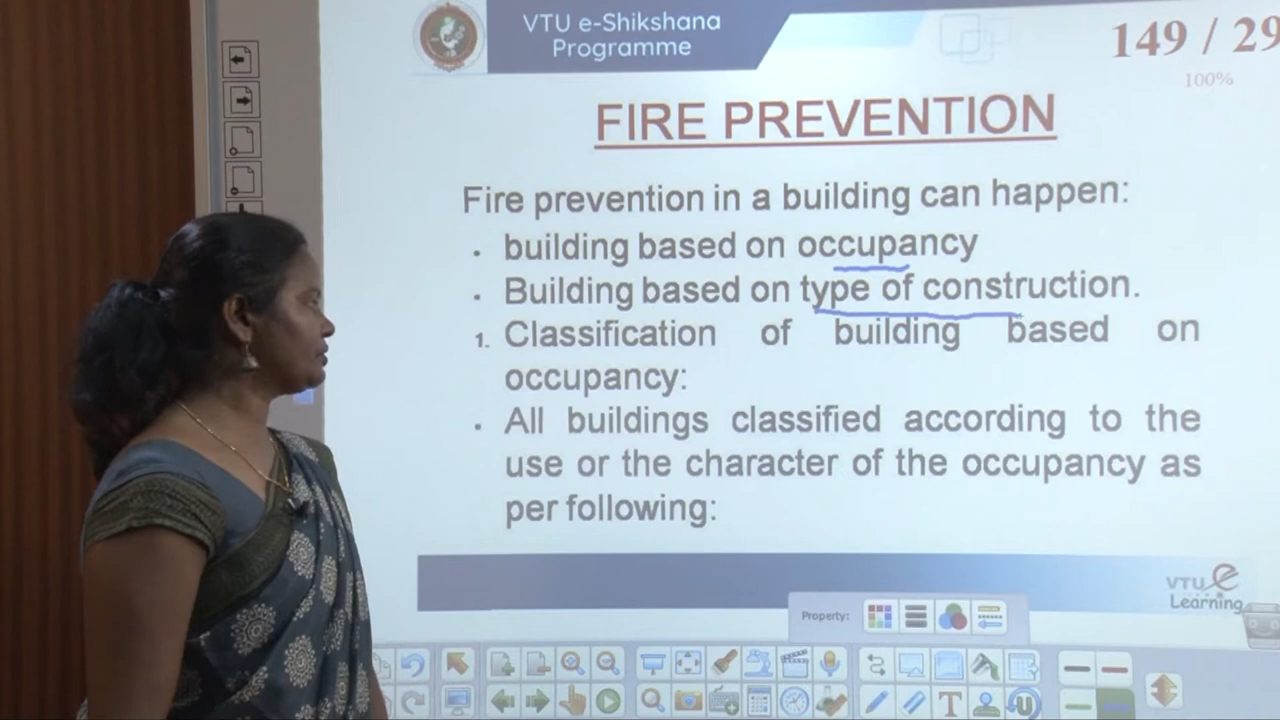 VTU e-Shikshana
Programme
149 / 29
100%
FIRE PREVENTION
Fire prevention in a building can happen:
• building based on occupancy
• Building based on type of construction.
1. Classification of building based on
occupancy:
• All buildings classified according to the
use or the character of the occupancy as
per following:
VTU e
Learning
Property: